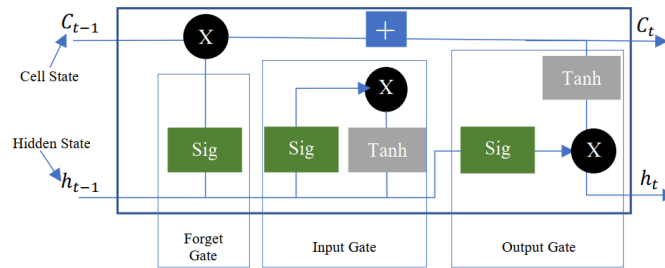 C_{t-1}
X
+
C_t
Cell State
Tanh
X
Hidden State
Sig
Sig
Tanh
Sig
X
h_{t-1}
h_t
Forget
Gate
Input Gate
Output Gate